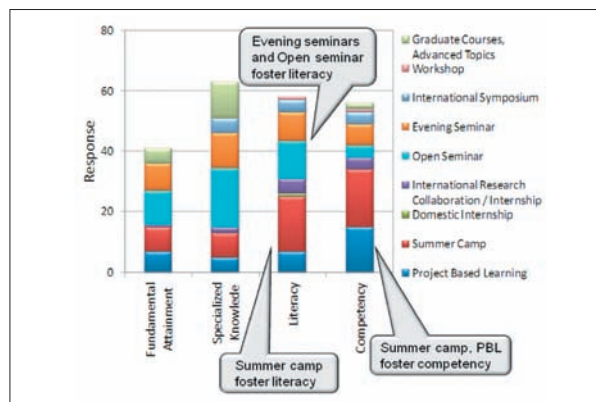 80
60
40
20
0
Response
Fundamental
Attainment
Specialized
Knowlede
Literacy
Competency
Evening seminars
and Open seminar
foster literacy
Summer camp
foster literacy
Summer camp, PBL
foster competency
Graduate Courses,
Advanced Topics
Workshop
International Symposium
Evening Seminar
Open Seminar
International Research
Collaboration / Internship
Domestic Internship
Summer Camp
Project Based Learning